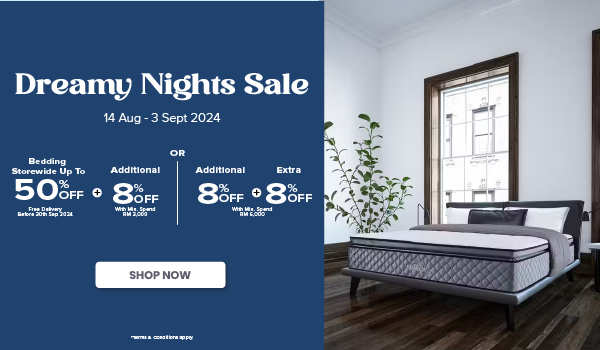 Dreamy Nights Sale
14 Aug - 3 Sept 2024
OR
Bedding
Storewide Up To
50% OFF
Free Delivery
Before 30th Sep 2024
+
Additional
8% OFF
With Min. Spend
RM 3,000
Additional
8% OFF
+
Extra
8% OFF
With Min. Spend
RM 6,000
SHOP NOW
*Terms & Conditions apply.